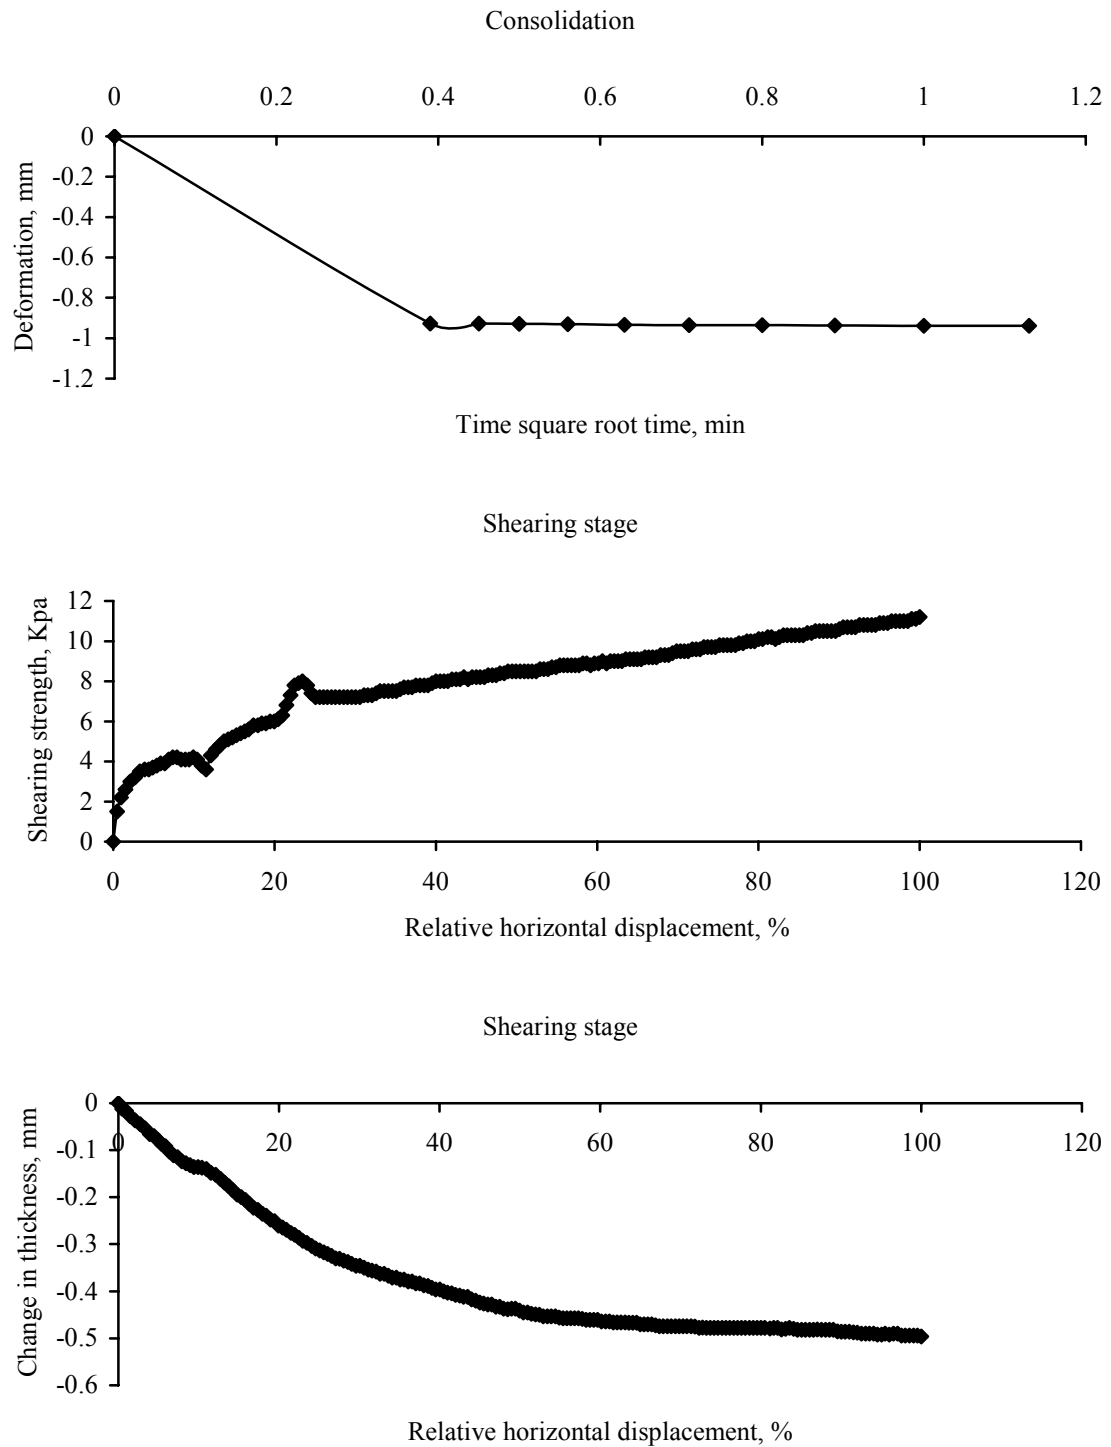 Consolidation
0 0.2 0.4 0.6 0.8 1 1.2
0
-0.2
-0.4
-0.6
-0.8
-1
-1.2
Deformation, mm
Time square root time, min
Shearing stage
12
10
8
6
4
2
0
Shearing strength, Kpa
0 20 40 60 80 100 120
Relative horizontal displacement, %
Shearing stage
0
0 20 40 60 80 100 120
-0.1
-0.2
-0.3
-0.4
-0.5
-0.6
Change in thickness, mm
Relative horizontal displacement, %